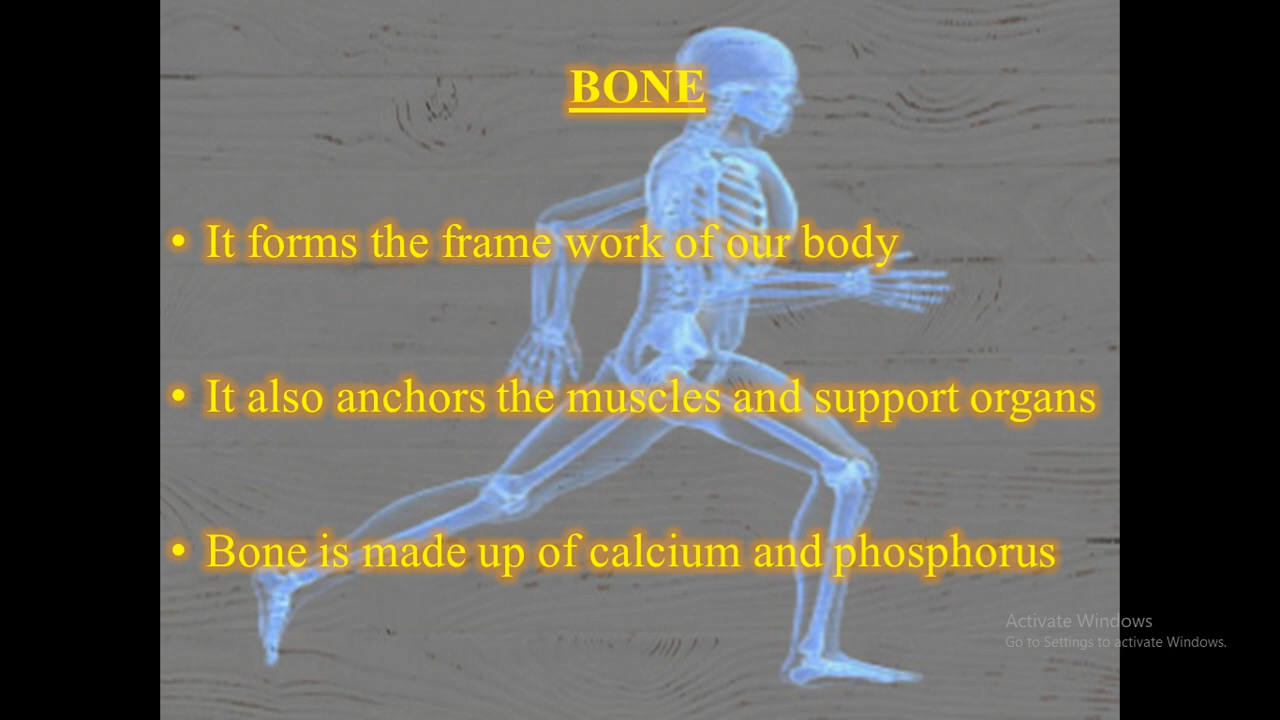 BONE
• It forms the frame work of our body
• It also anchors the muscles and support organs
• Bone is made up of calcium and phosphorus
Activate Windows
Go to Settings to activate Windows.